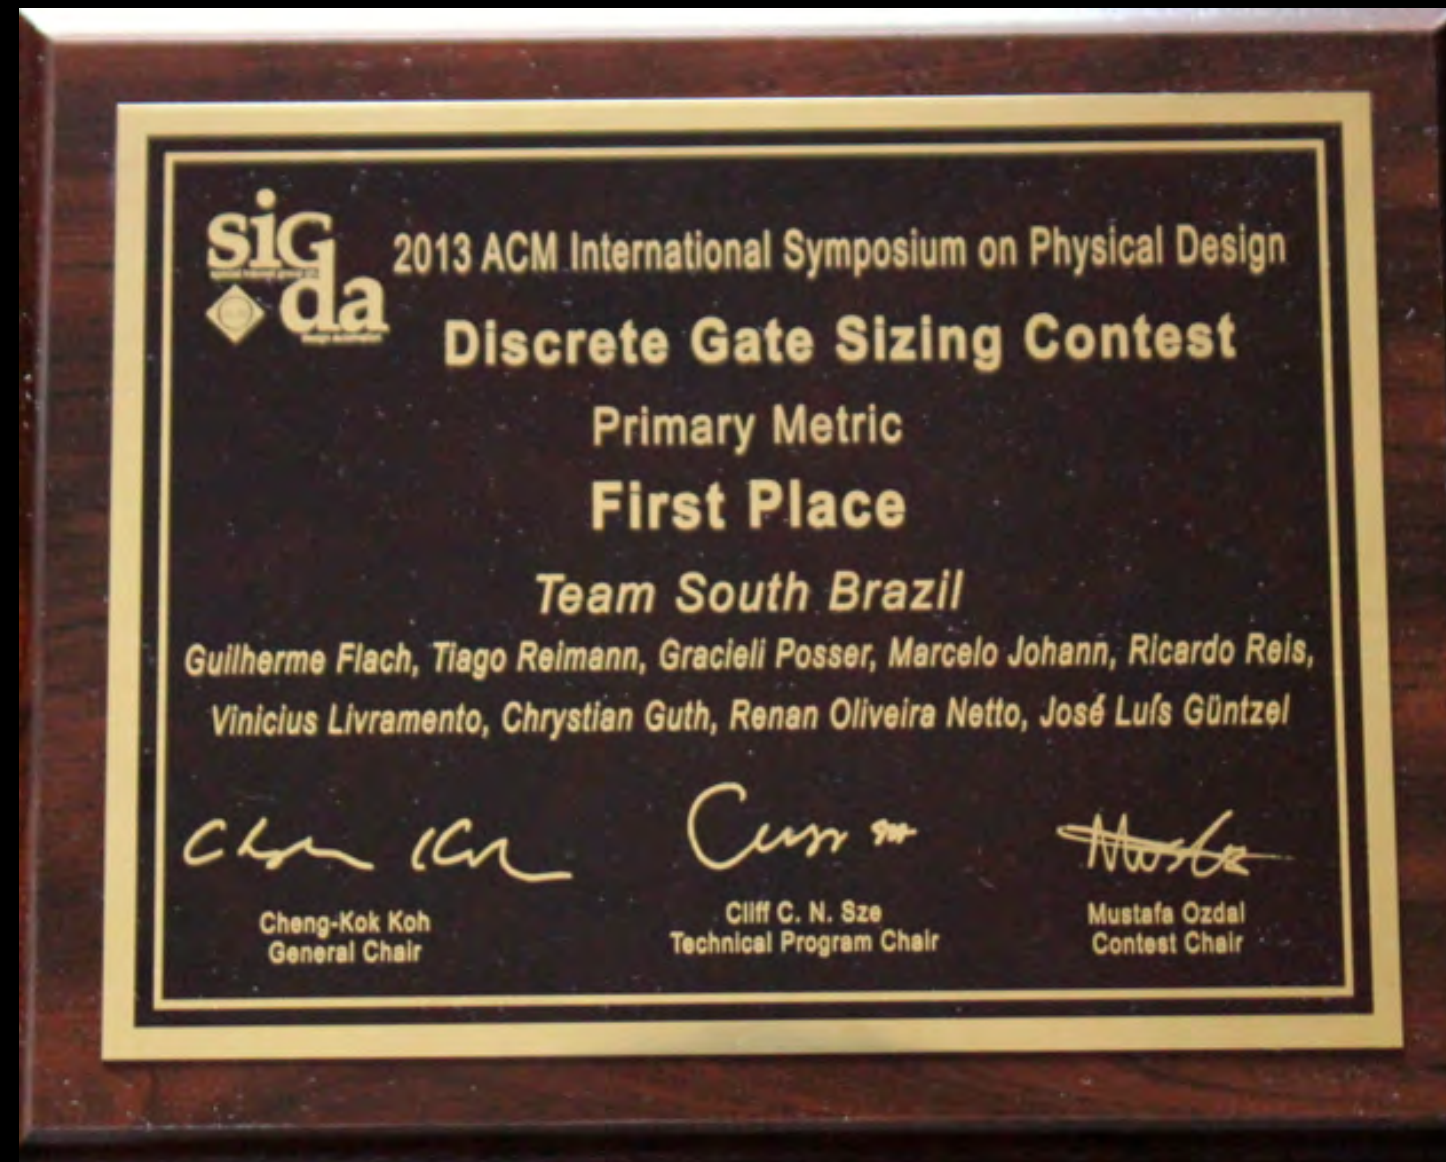 siG
da
2013 ACM International Symposium on Physical Design
Discrete Gate Sizing Contest
Primary Metric
First Place
Team South Brazil
Guilherme Flach, Tiago Reimann, Gracieli Posser, Marcelo Johann, Ricardo Reis,
Vinicius Livramento, Chrystian Guth, Renan Oliveira Netto, José Luís Güntzel
Cheng-Kok Koh
General Chair
Cliff C. N. Sze
Technical Program Chair
Mustafa Ozdal
Contest Chair